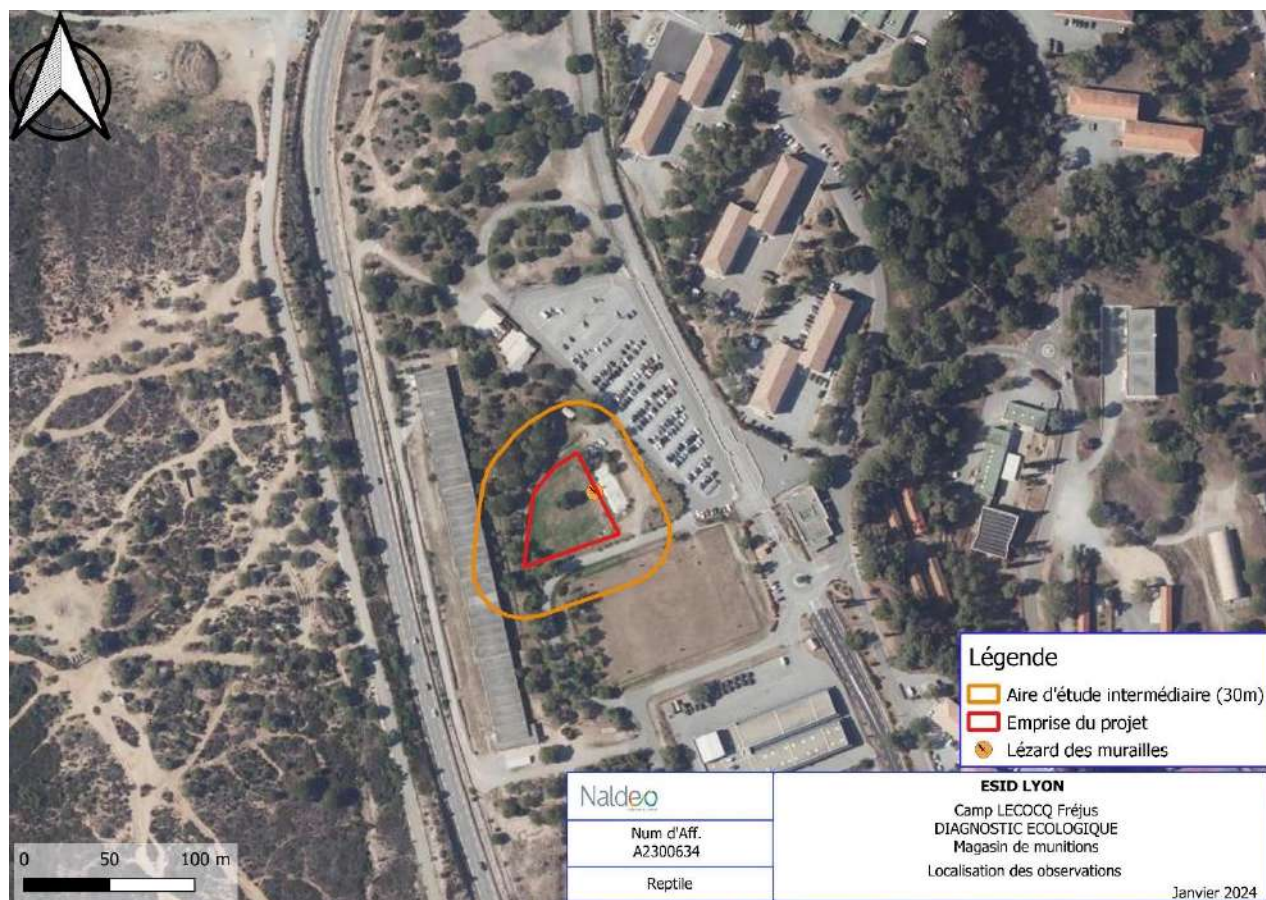 Légende
Aire d'étude intermédiaire (30m)
Emprise du projet
Lézard des murailles
Naldeo
Num d'Aff.
A2300634
Reptile
ESID LYON
Camp LECOCQ Fréjus
DIAGNOSTIC ECOLOGIQUE
Magasin de munitions
Localisation des observations
Janvier 2024
0 50 100 m